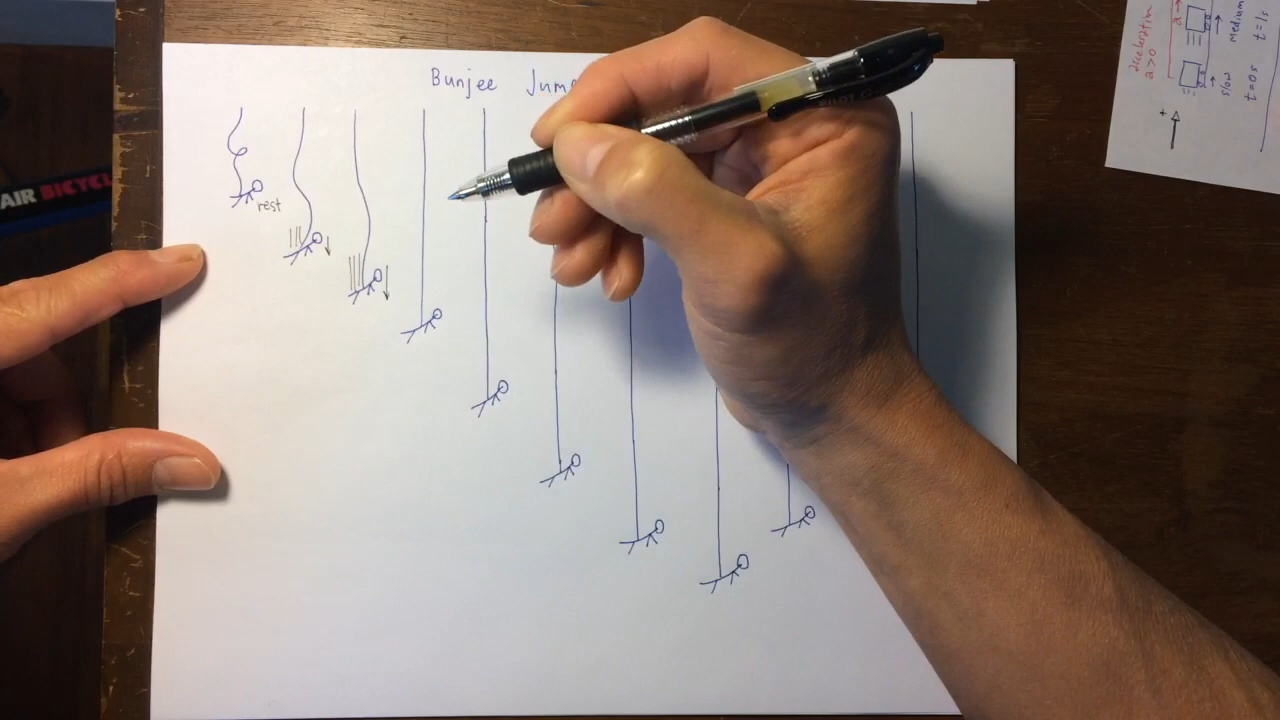 Bunjee Jum
rest
AIR BICYCL
acceleration
a>0
a
slow
medium
t=0s
t=1s
+